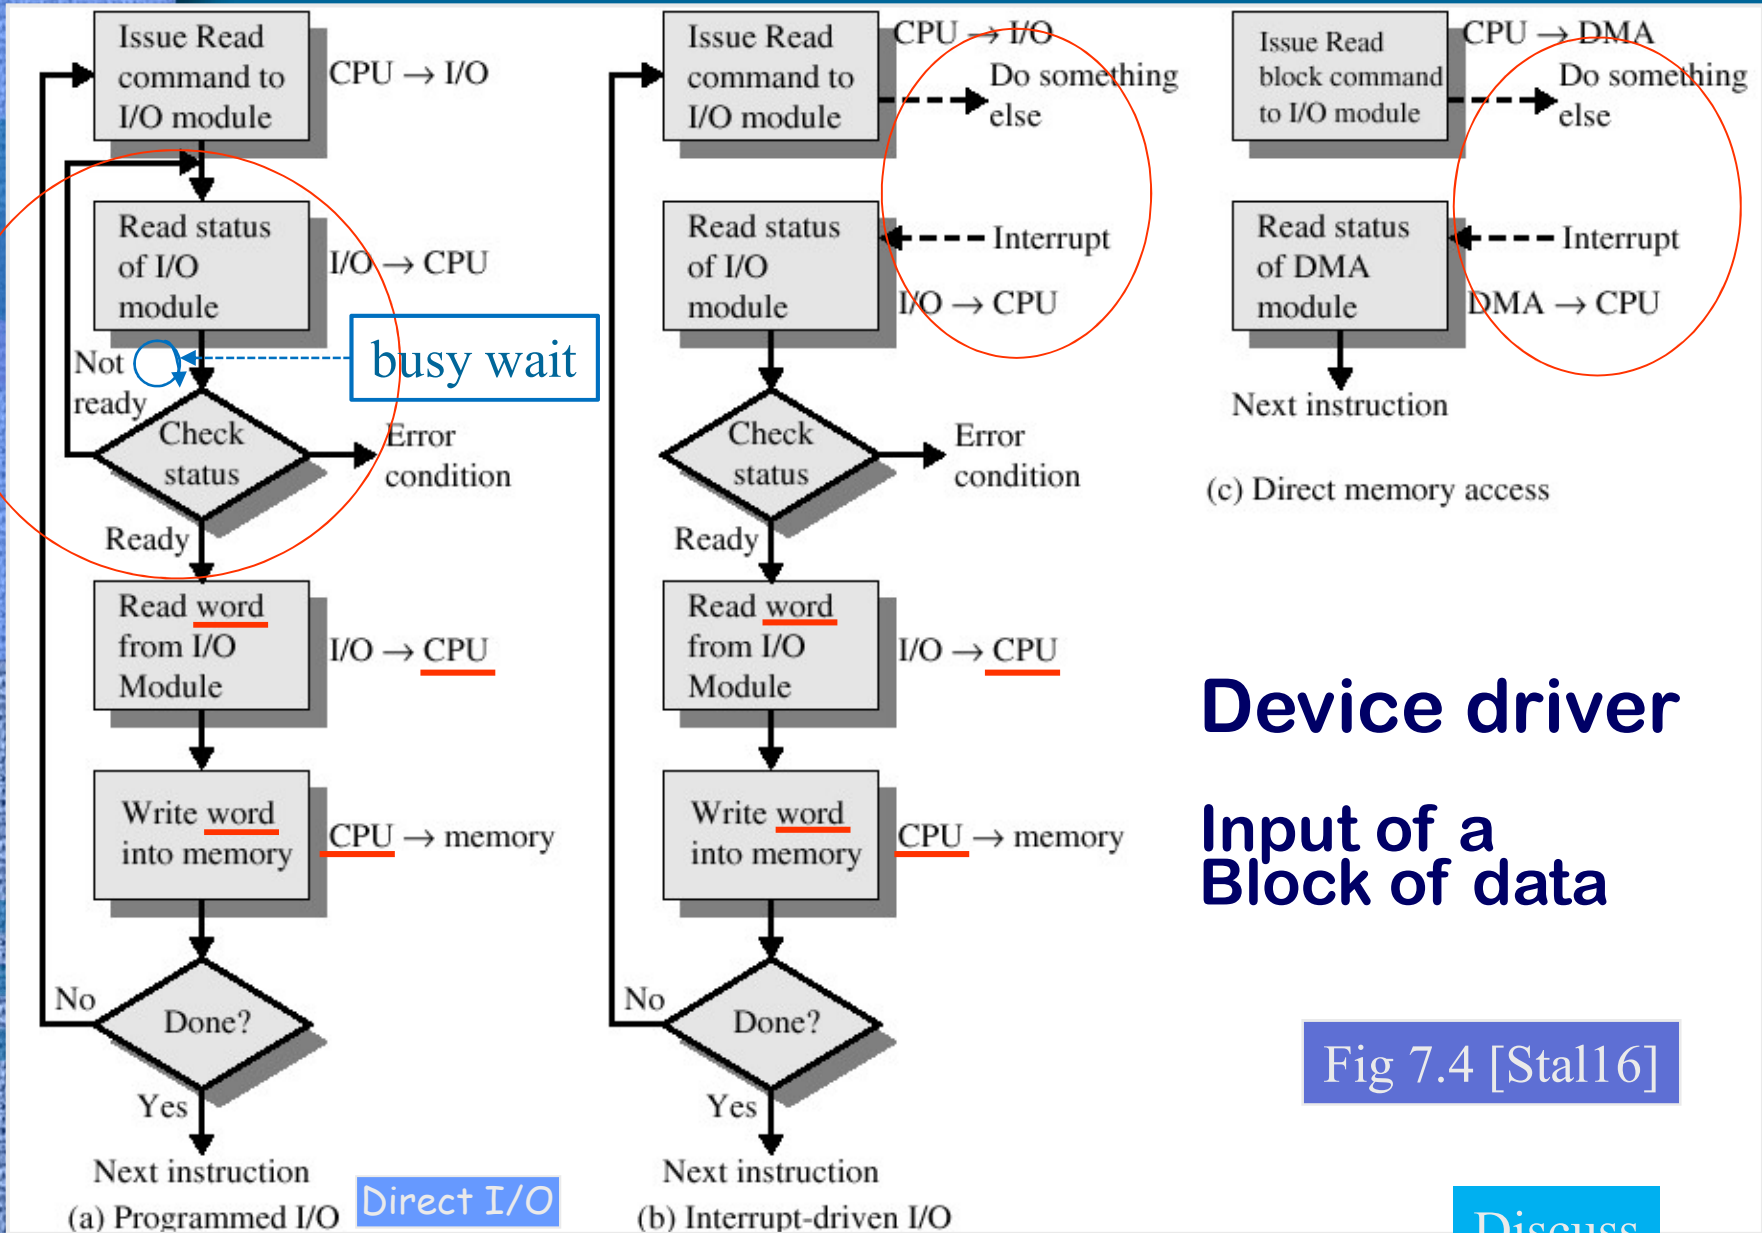 Issue Read
command to
I/O module
CPU → I/O
Read status
of I/O
module
I/O → CPU
busy wait
Not
ready
Check
status
Error
condition
Ready
Read word
from I/O
Module
I/O → CPU
Write word
into memory
CPU → memory
No
Done?
Yes
Next instruction
(a) Programmed I/O
Direct I/O
Issue Read
command to
I/O module
CPU → I/O
Do something
else
Read status
of I/O
module
Interrupt
I/O → CPU
Check
status
Error
condition
Ready
Read word
from I/O
Module
I/O → CPU
Write word
into memory
CPU → memory
No
Done?
Yes
Next instruction
(b) Interrupt-driven I/O
Issue Read
block command
to I/O module
CPU → DMA
Do something
else
Read status
of DMA
module
Interrupt
DMA → CPU
Next instruction
(c) Direct memory access
Device driver
Input of a
Block of data
Fig 7.4 [Stal16]
Discuss